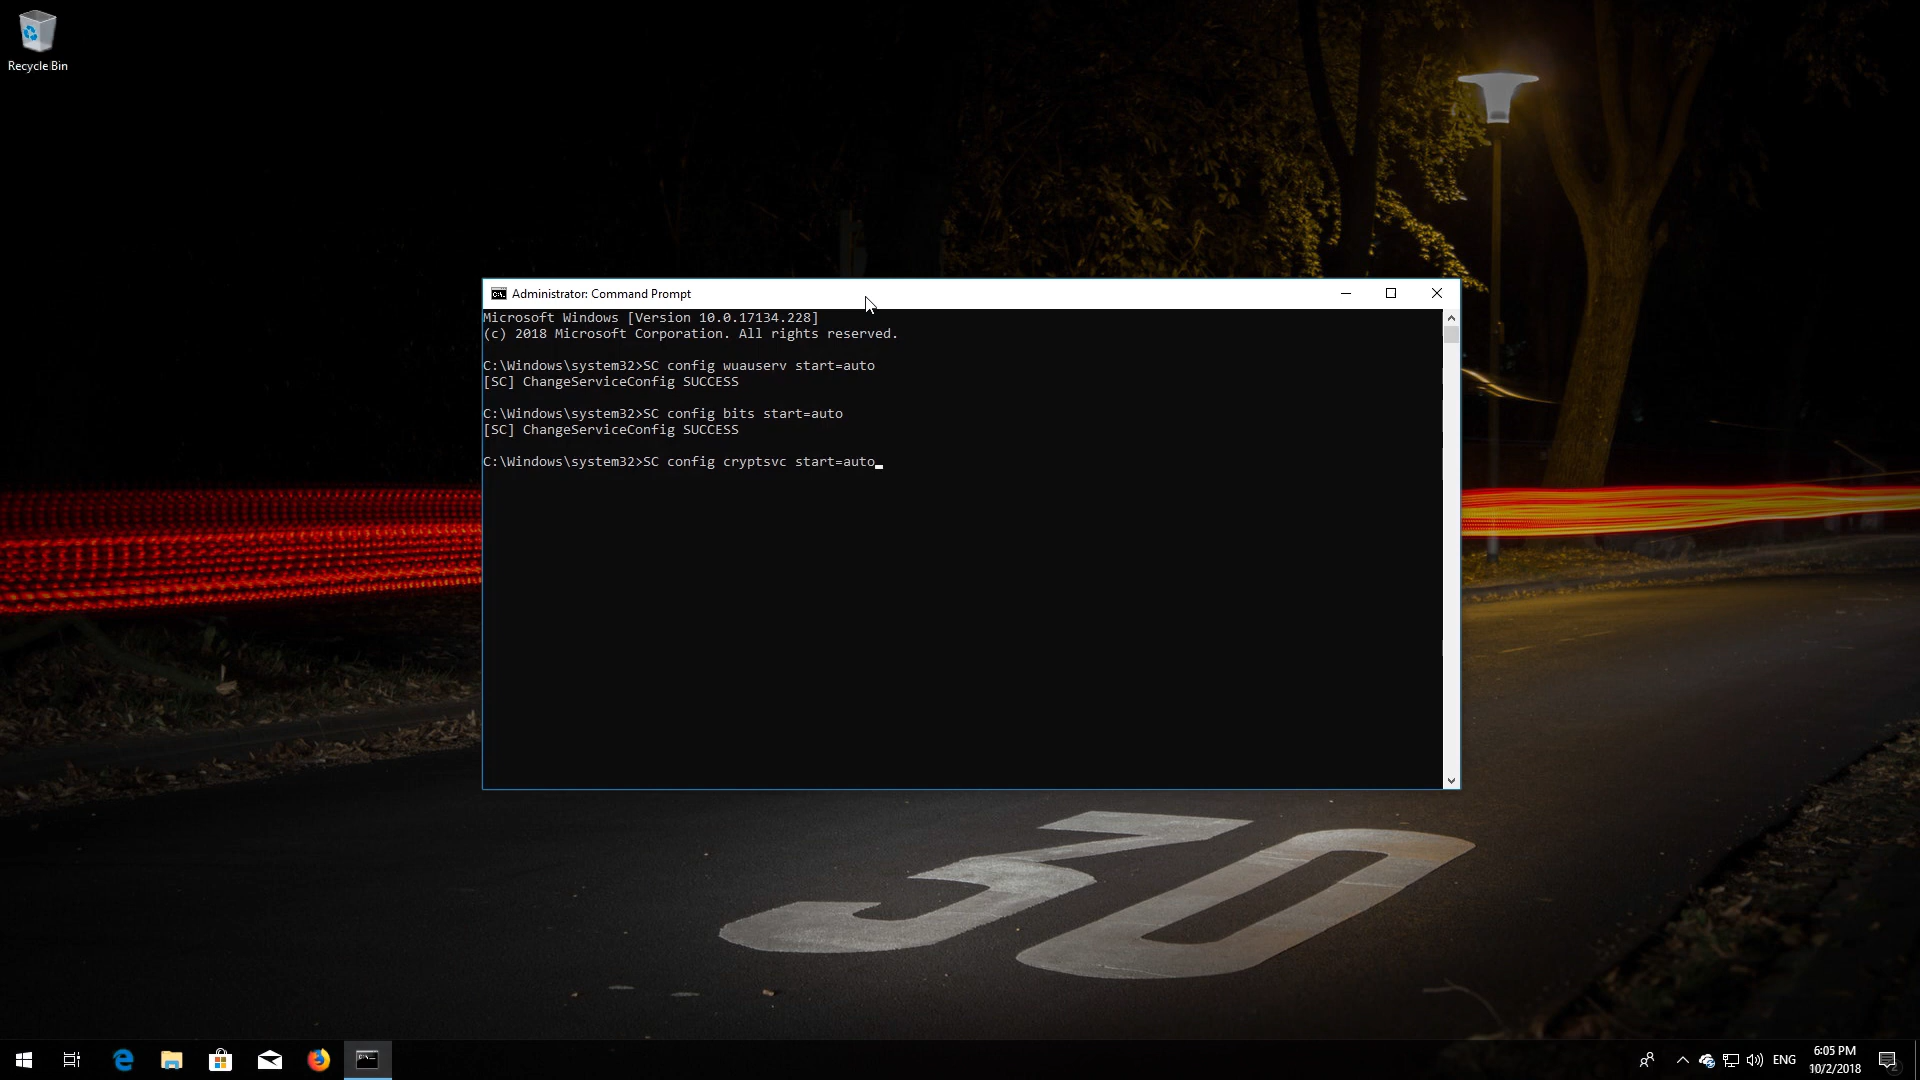 Recycle Bin
Administrator: Command Prompt
Microsoft Windows [Version 10.0.17134.228]
(c) 2018 Microsoft Corporation. All rights reserved.
C:\Windows\system32>SC config wuauserv start=auto
[SC] ChangeServiceConfig SUCCESS
C:\Windows\system32>SC config bits start=auto
[SC] ChangeServiceConfig SUCCESS
C:\Windows\system32>SC config cryptsvc start=auto
30
ENG
6:05 PM
10/2/2018
2